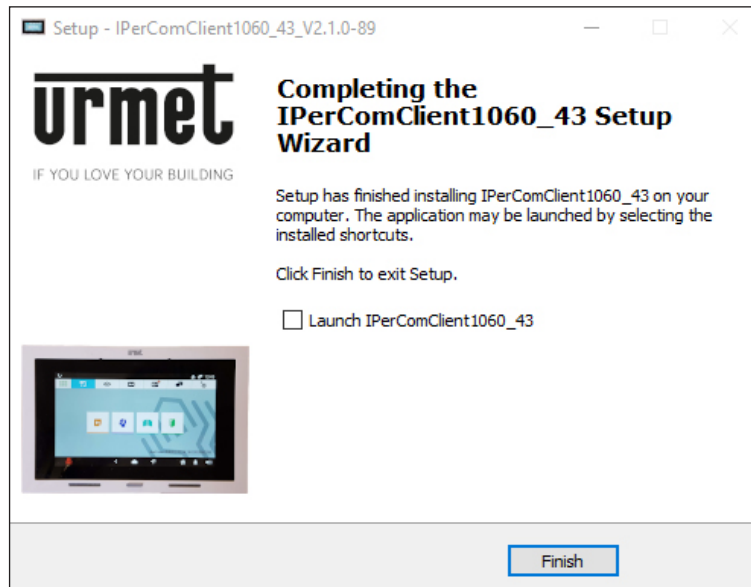 Setup - IPerComClient1060_43_V2.1.0-89
urmet
IF YOU LOVE YOUR BUILDING
Completing the
IPerComClient1060_43 Setup
Wizard
Setup has finished installing IPerComClient1060_43 on your
computer. The application may be launched by selecting the
installed shortcuts.
Click Finish to exit Setup.
Launch IPerComClient1060_43
Finish